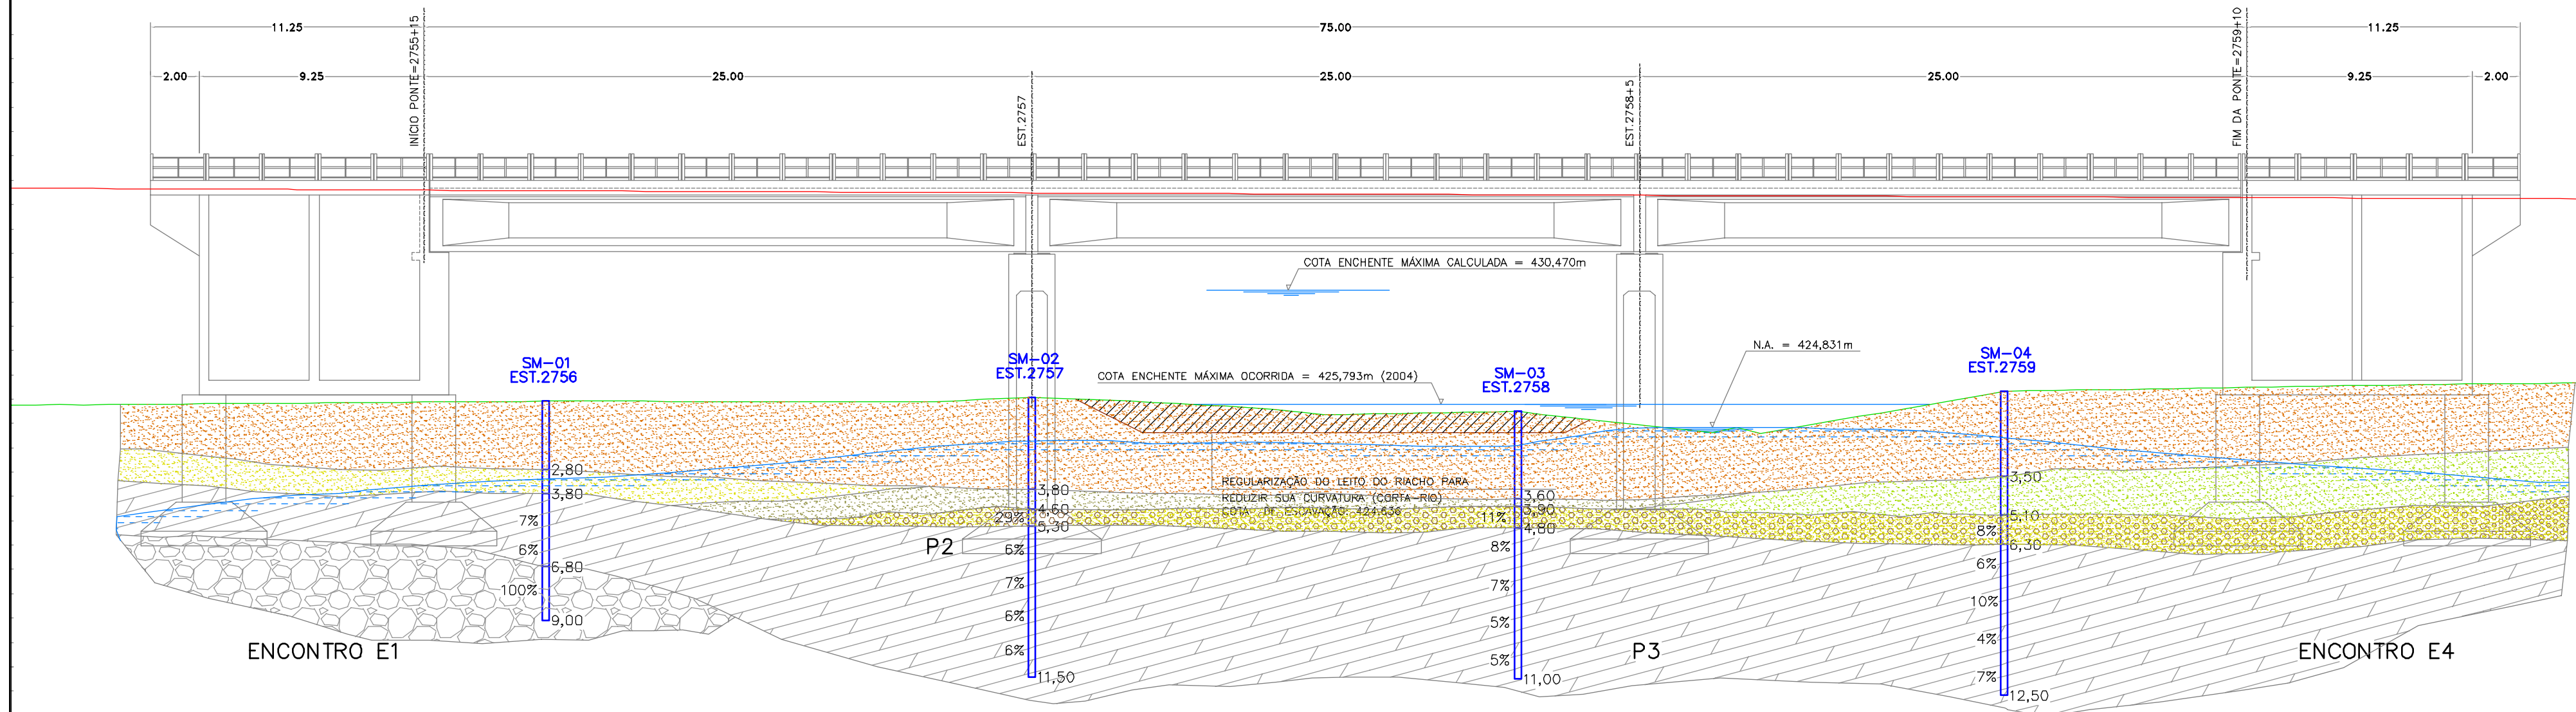 11.25
75.00
11.25
2.00
9.25
25.00
25.00
25.00
9.25
2.00
INÍCIO PONTE=2755+15
EST.2757
EST.2758+5
FIM DA PONTE=2759+10
COTA ENCHENTE MÁXIMA CALCULADA = 430,470m
N.A. = 424,831m
COTA ENCHENTE MÁXIMA OCORRIDA = 425,793m (2004)
SM-01
EST.2756
SM-02
EST.2757
SM-03
EST.2758
SM-04
EST.2759
2,80
3,80
7%
6%
6,80
100%
9,00
3,80
4,60
29%
5,30
6%
7%
6%
6%
11,50
REGULARIZAÇÃO DO LEITO DO RIACHO PARA
REDUZIR SUA CURVATURA (CORTA-RIO)
COTA DE ESCAVAÇÃO: 424.636
3,60
3,90
11%
4,80
8%
7%
5%
5%
11,00
3,50
5,10
8%
6,30
6%
10%
4%
7%
12,50
P2
P3
ENCONTRO E1
ENCONTRO E4